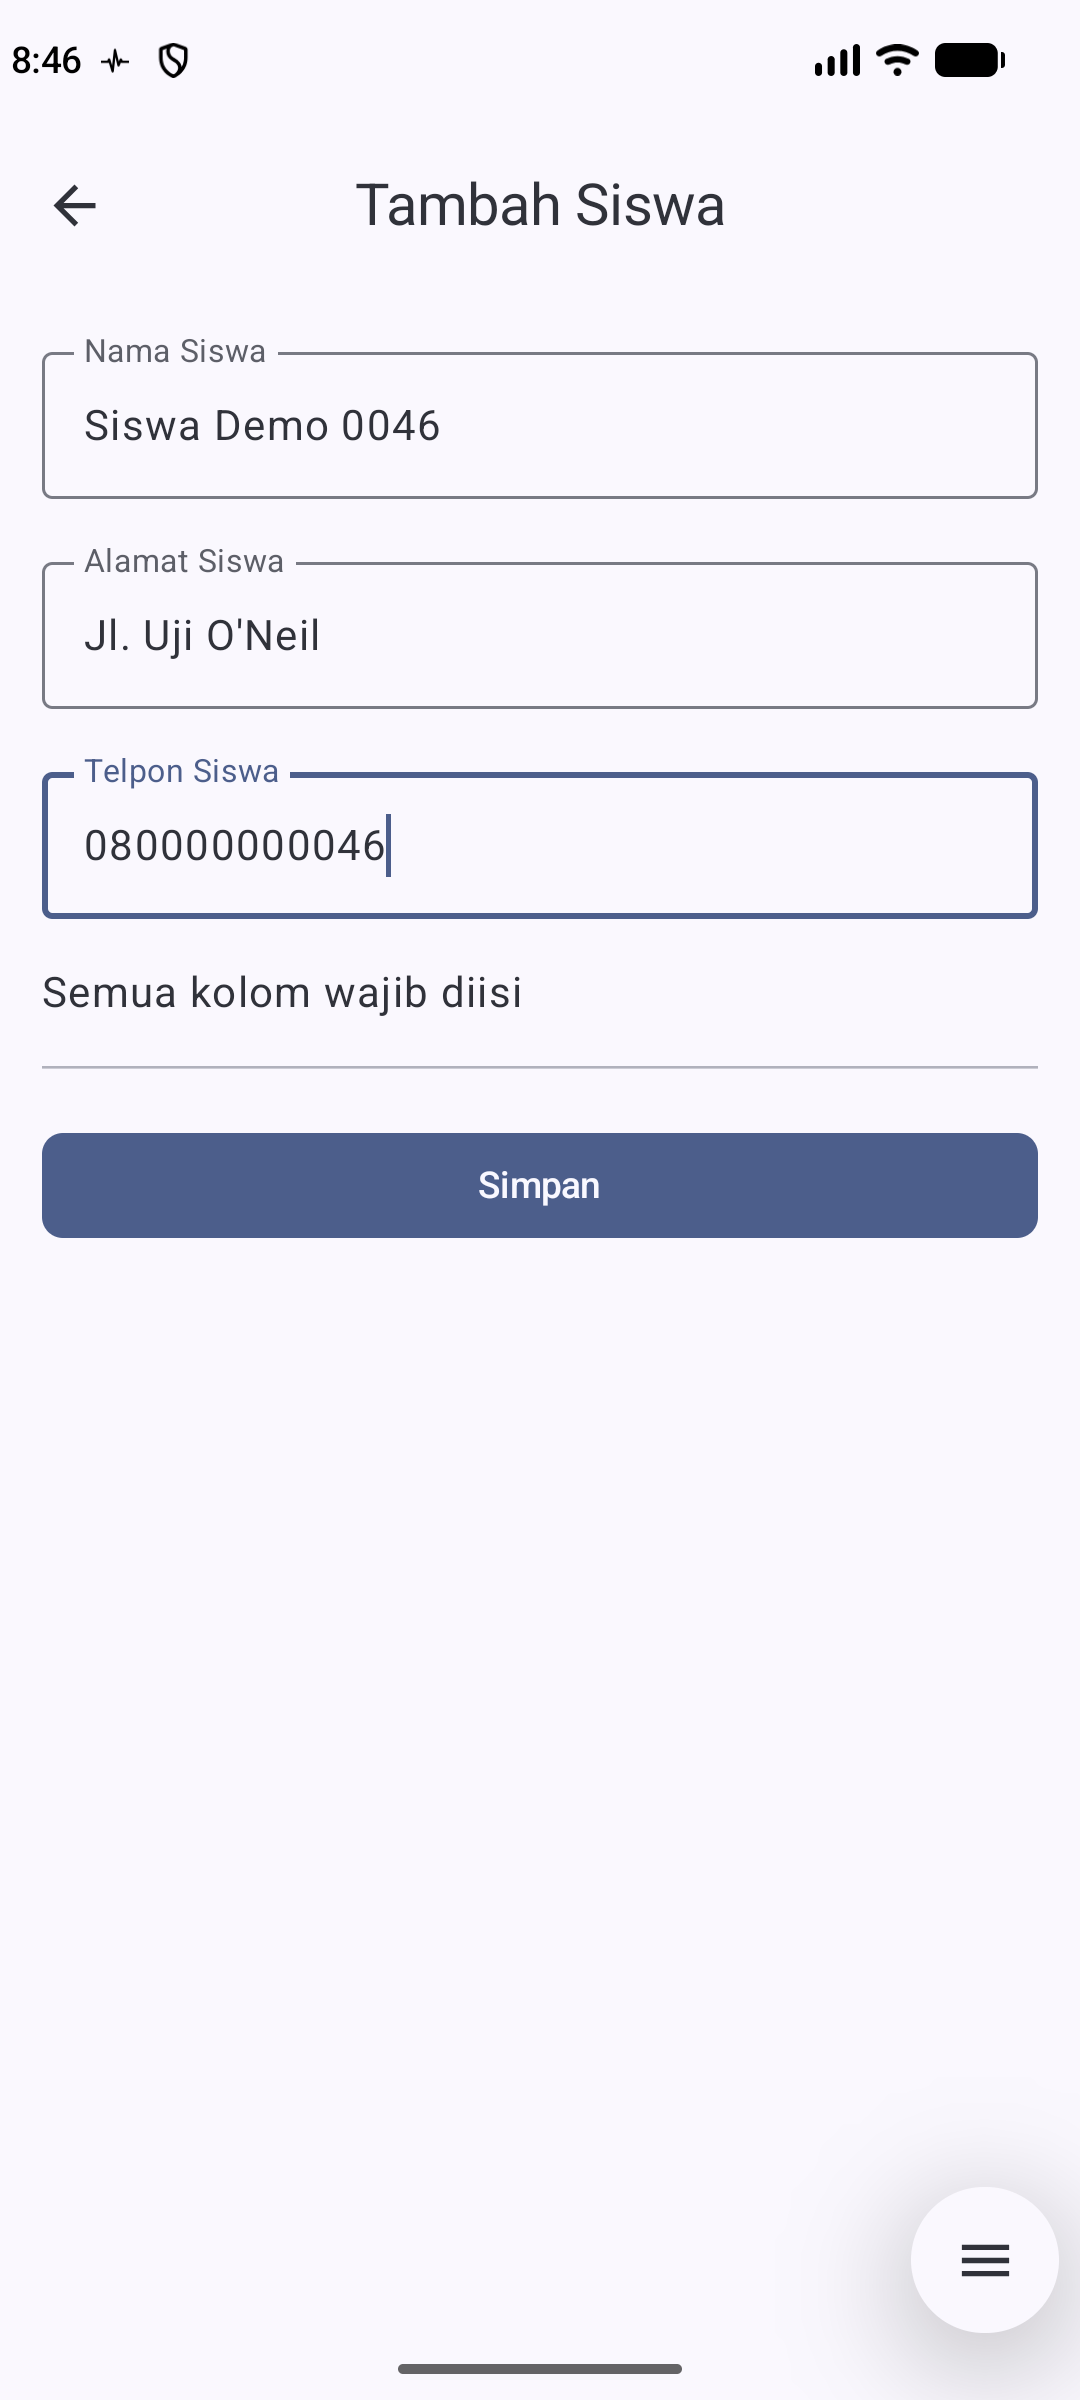 8:46
Tambah Siswa
Nama Siswa
Siswa Demo 0046
Alamat Siswa
Jl. Uji O'Neil
Telpon Siswa
080000000046
Semua kolom wajib diisi
Simpan